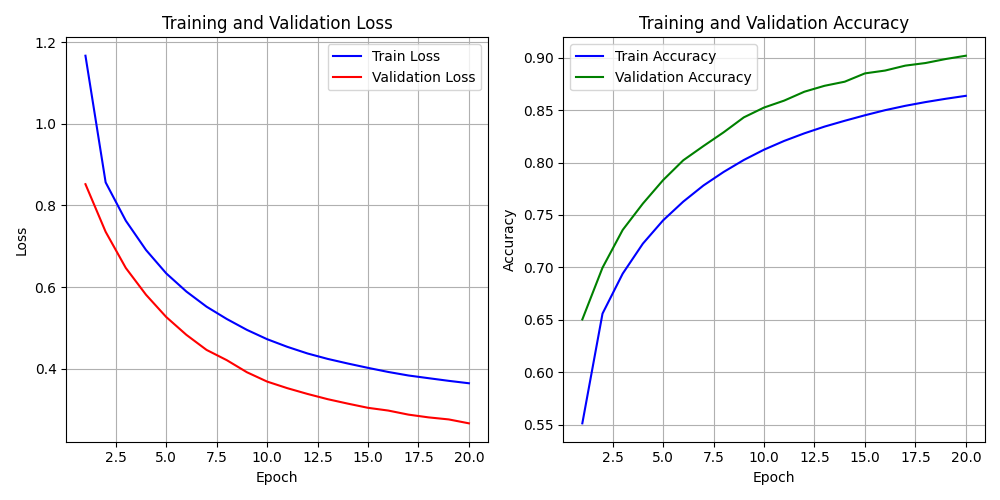 Training and Validation Loss
1.2
1.0
0.8
0.6
0.4
Loss
Train Loss
Validation Loss
2.5 5.0 7.5 10.0 12.5 15.0 17.5 20.0
Epoch
Training and Validation Accuracy
0.90
0.85
0.80
0.75
0.70
0.65
0.60
0.55
Accuracy
Train Accuracy
Validation Accuracy
2.5 5.0 7.5 10.0 12.5 15.0 17.5 20.0
Epoch